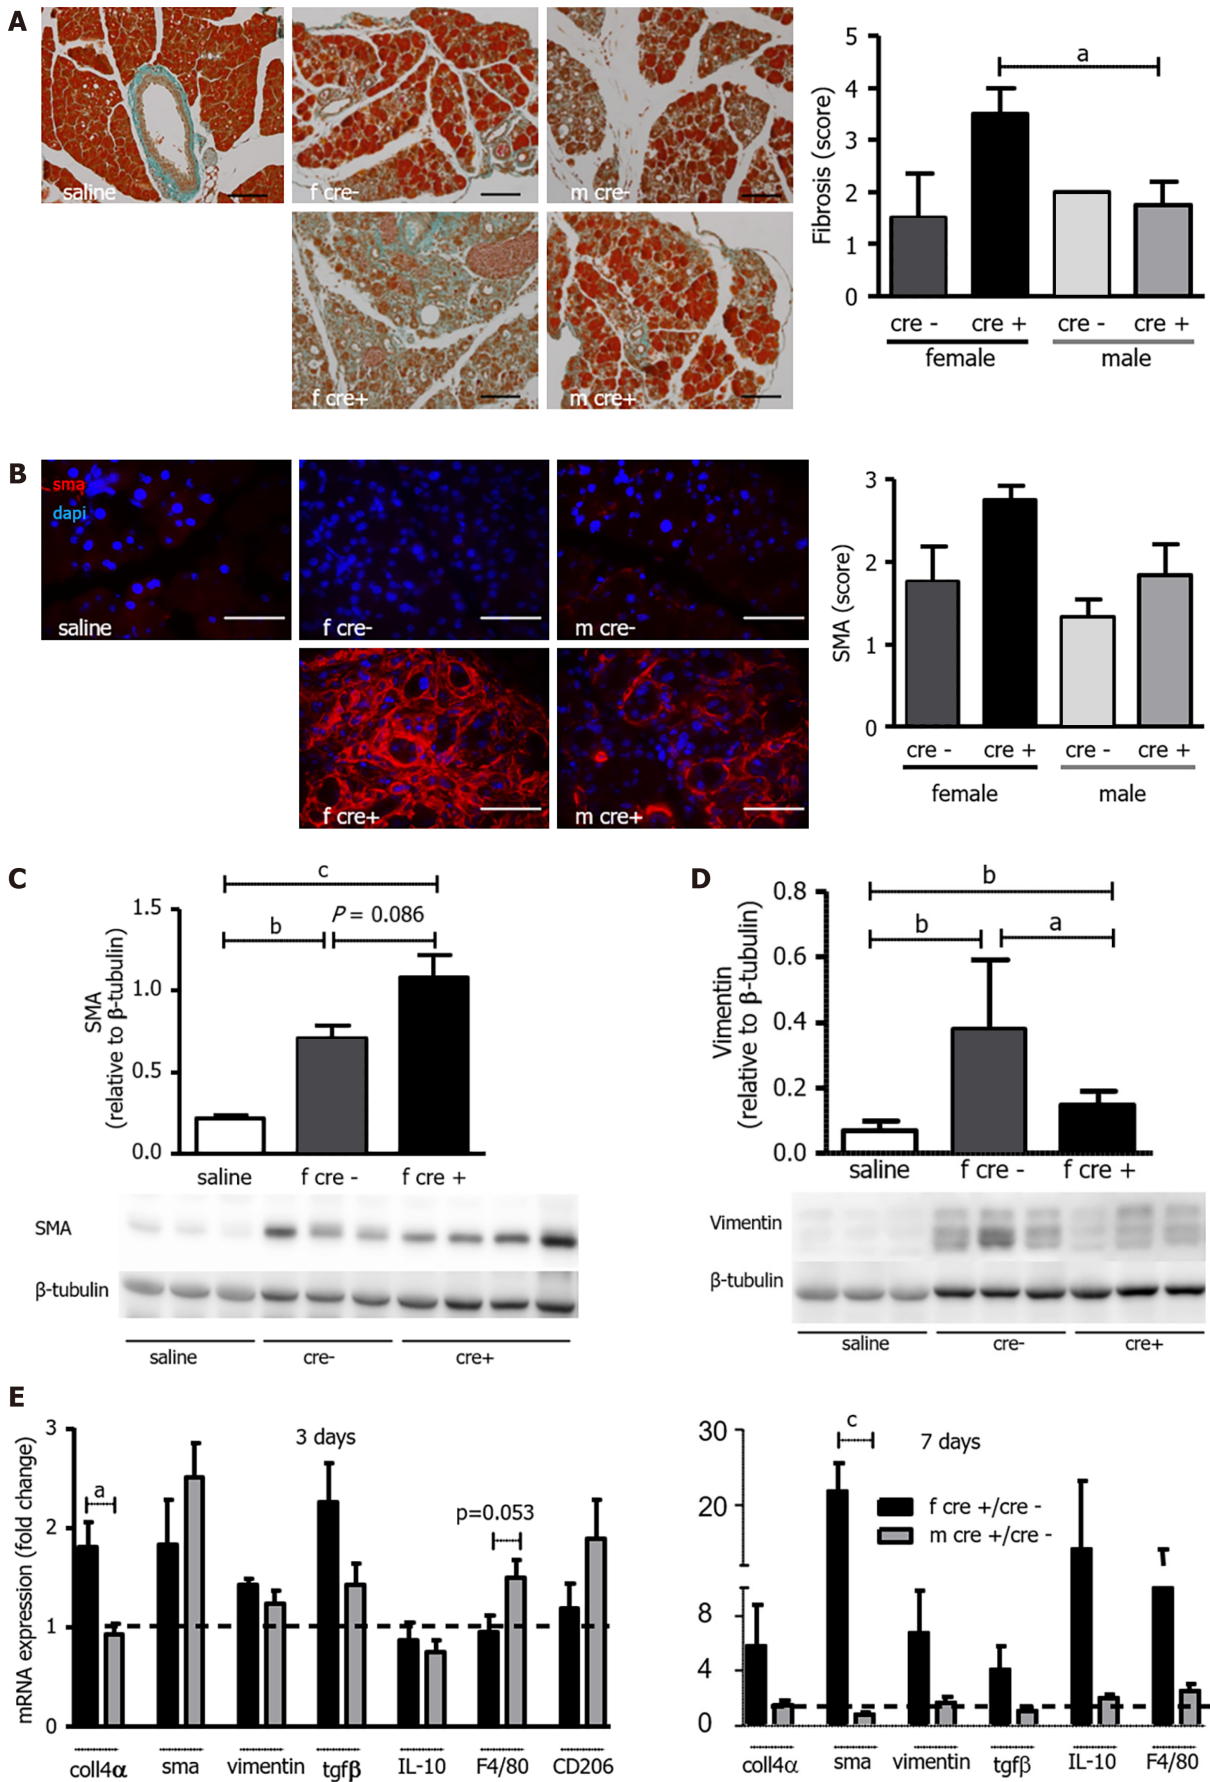 A
saline
f cre-
m cre-
f cre+
m cre+
Fibrosis (score)
5
4
3
2
1
0
a
cre - cre + cre - cre +
female male
B
sma
dapi
saline
f cre-
m cre-
f cre+
m cre+
SMA (score)
3
2
1
0
cre - cre + cre - cre +
female male
C
SMA
(relative to β-tubulin)
1.5
1.0
0.5
0.0
c
b
P = 0.086
saline f cre - f cre +
SMA
β-tubulin
saline cre- cre+
D
Vimentin
(relative to β-tubulin)
0.8
0.6
0.4
0.2
0.0
b
b a
saline f cre - f cre +
Vimentin
β-tubulin
saline cre- cre+
E
mRNA expression (fold change)
3
2
1
0
3 days
a
p=0.053
coll4α sma vimentin tgfβ IL-10 F4/80 CD206
30
20
8
4
0
c
7 days
f cre +/cre -
m cre +/cre -
coll4α sma vimentin tgfβ IL-10 F4/80